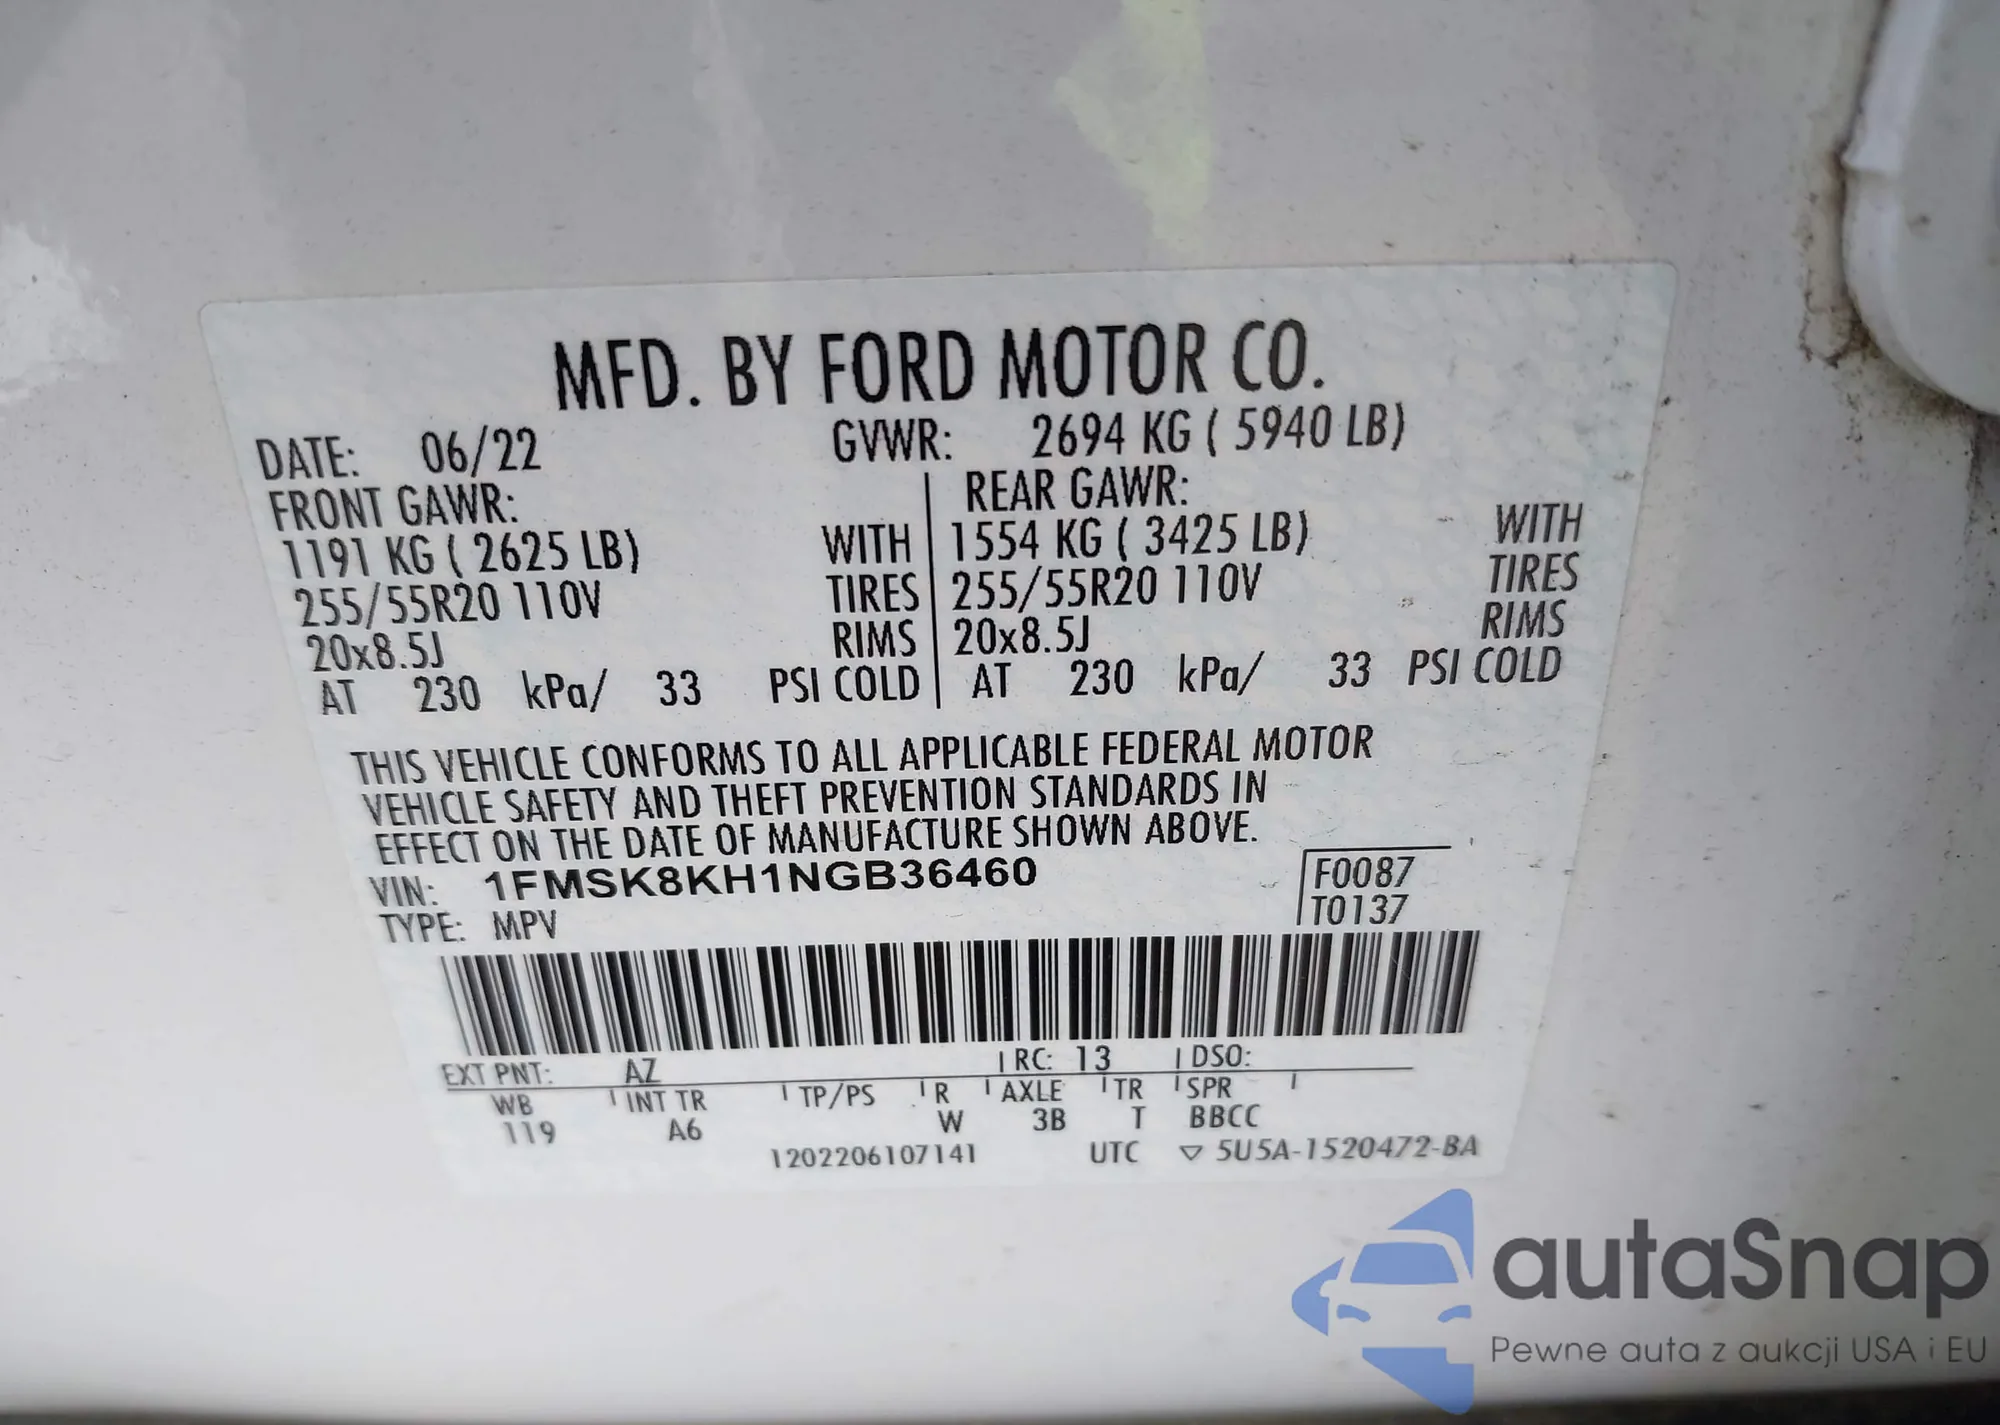 MFD. BY FORD MOTOR CO.
DATE: 06/22 GVWR: 2694 KG ( 5940 LB)
FRONT GAWR: REAR GAWR:
1191 KG ( 2625 LB) WITH 1554 KG ( 3425 LB) WITH
255/55R20 110V TIRES 255/55R20 110V TIRES
20x8.5J RIMS 20x8.5J RIMS
AT 230 kPa/ 33 PSI COLD AT 230 kPa/ 33 PSI COLD
THIS VEHICLE CONFORMS TO ALL APPLICABLE FEDERAL MOTOR
VEHICLE SAFETY AND THEFT PREVENTION STANDARDS IN
EFFECT ON THE DATE OF MANUFACTURE SHOWN ABOVE.
VIN: 1FMSK8KH1NGB36460 F0087
TYPE: MPV T0137
EXT PNT: AZ RC: 13 DSO:
WB INT TR TP/PS R AXLE TR SPR
119 A6 W 3B T BBCC
1202206107141 UTC ▽ 5U5A-1520472-BA
autaSnap
Pewne auta z aukcji USA i EU